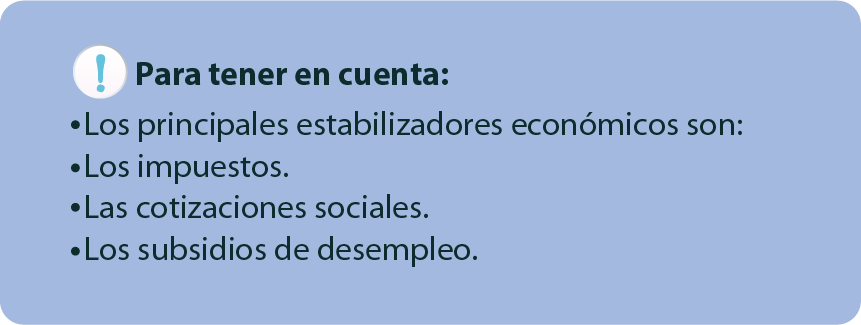 ! Para tener en cuenta:
•Los principales estabilizadores económicos son:
•Los impuestos.
•Las cotizaciones sociales.
•Los subsidios de desempleo.